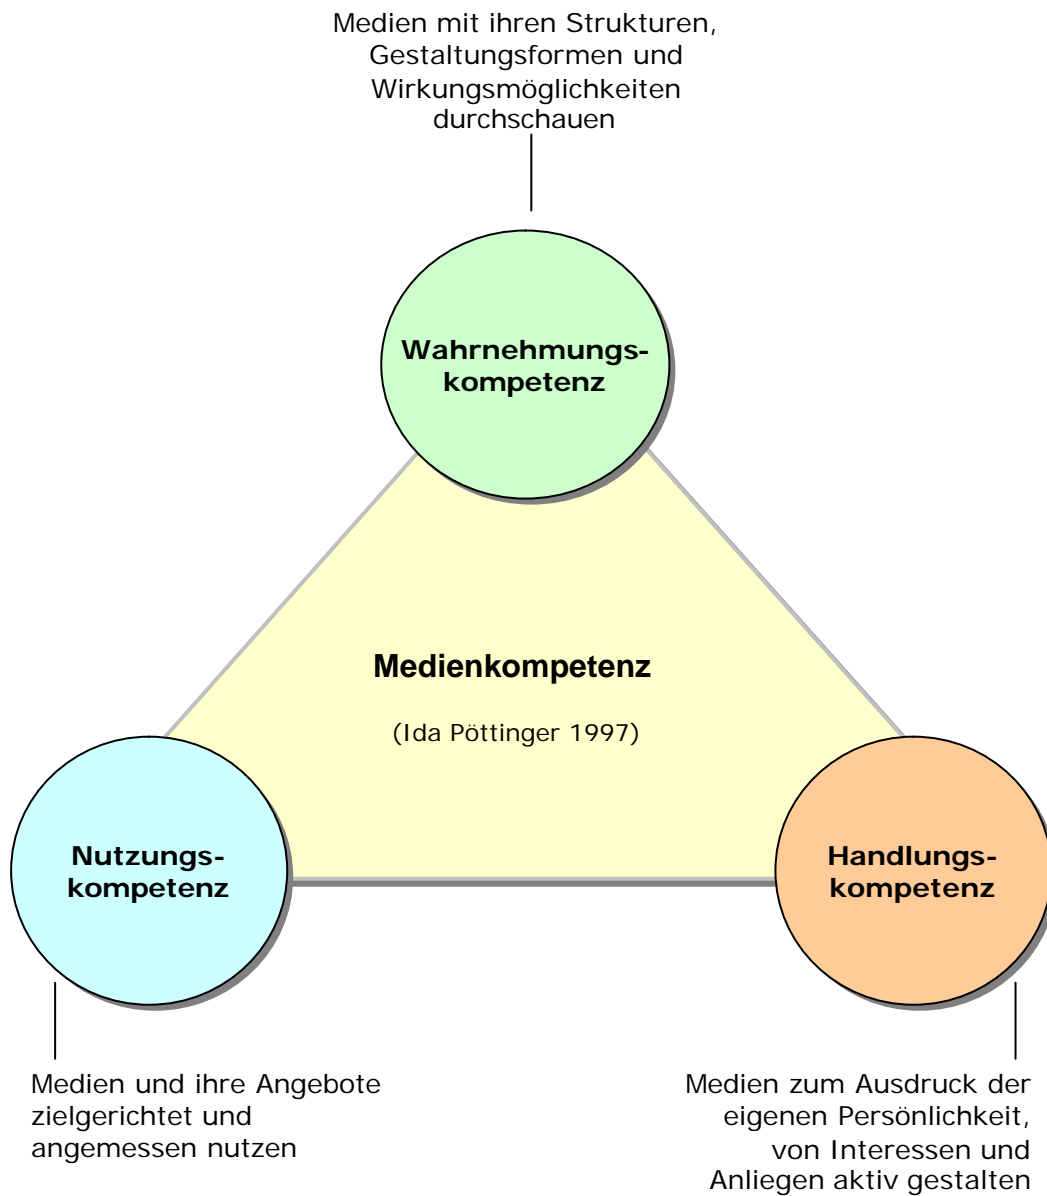 Medien mit ihren Strukturen,
Gestaltungsformen und
Wirkungsmöglichkeiten
durchschauen
Wahrnehmungs-
kompetenz
Medienkompetenz
(Ida Pöttinger 1997)
Nutzungs-
kompetenz
Handlungs-
kompetenz
Medien und ihre Angebote
zielgerichtet und
angemessen nutzen
Medien zum Ausdruck der
eigenen Persönlichkeit,
von Interessen und
Anliegen aktiv gestalten